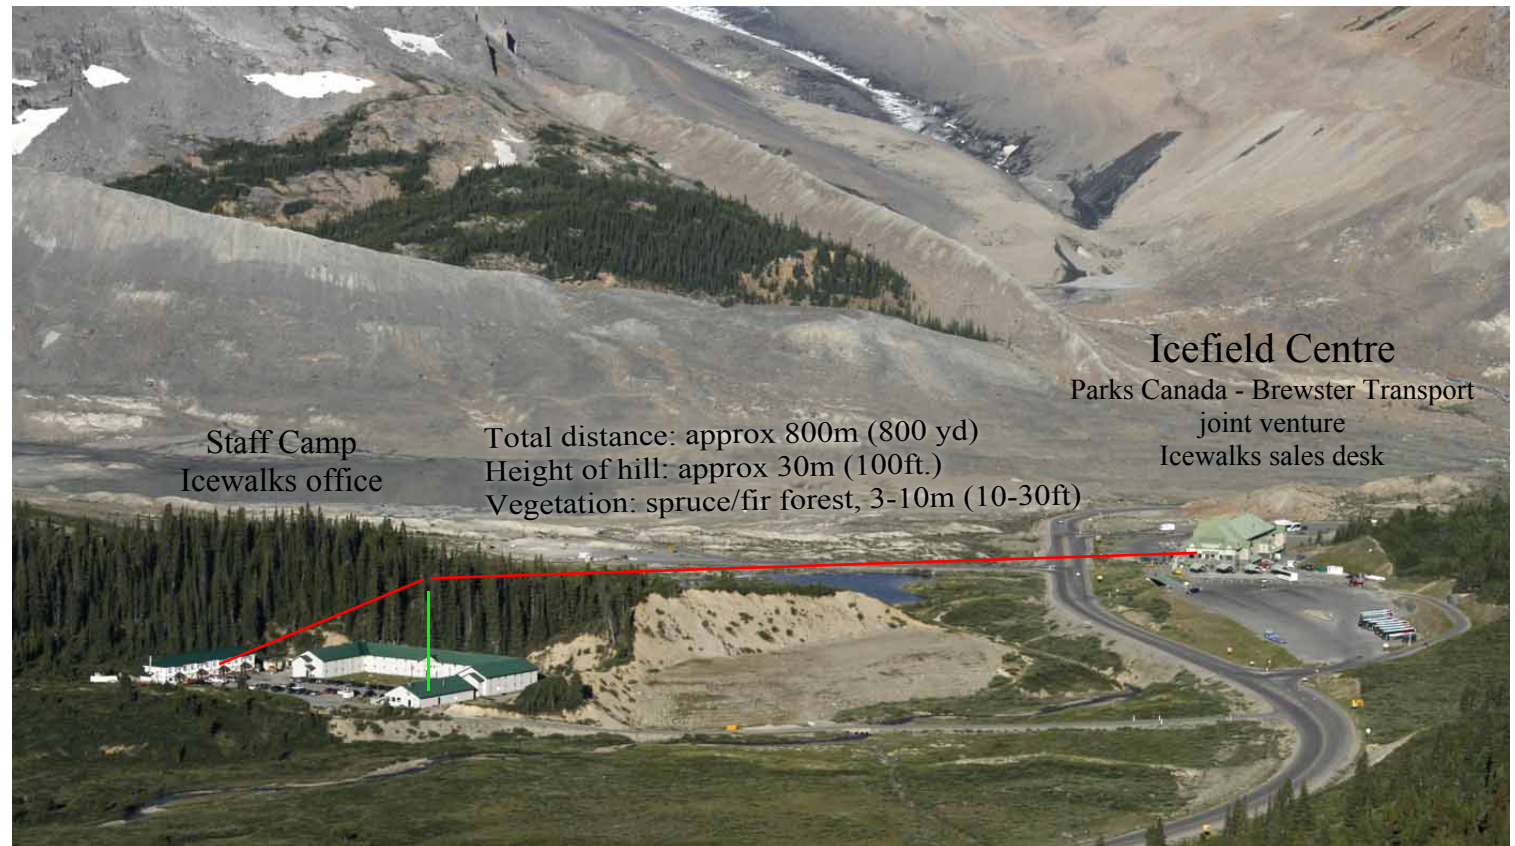 Icefield Centre
Parks Canada - Brewster Transport
joint venture
Icewalks sales desk
Staff Camp
Icewalks office
Total distance: approx 800m (800 yd)
Height of hill: approx 30m (100ft.)
Vegetation: spruce/fir forest, 3-10m (10-30ft)